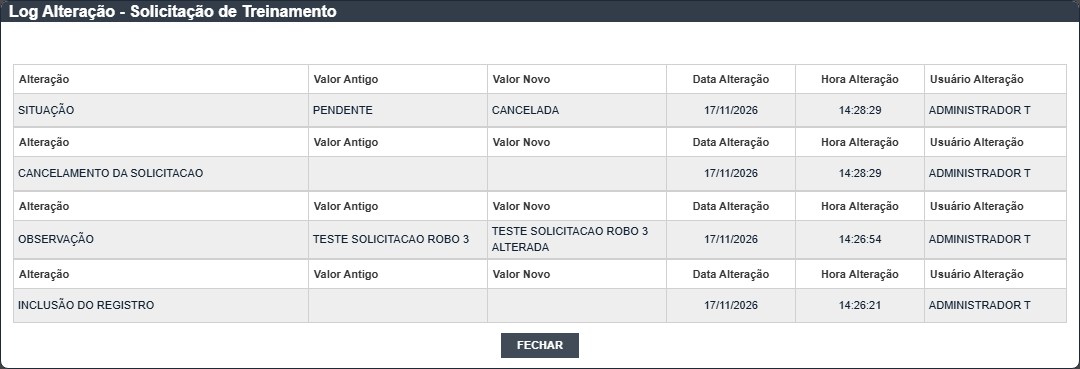 Log Alteração - Solicitação de Treinamento
Alteração Valor Antigo Valor Novo Data Alteração Hora Alteração Usuário Alteração
SITUAÇÃO PENDENTE CANCELADA 17/11/2026 14:28:29 ADMINISTRADOR T
Alteração Valor Antigo Valor Novo Data Alteração Hora Alteração Usuário Alteração
CANCELAMENTO DA SOLICITACAO 17/11/2026 14:28:29 ADMINISTRADOR T
Alteração Valor Antigo Valor Novo Data Alteração Hora Alteração Usuário Alteração
OBSERVAÇÃO TESTE SOLICITACAO ROBO 3 TESTE SOLICITACAO ROBO 3
ALTERADA 17/11/2026 14:26:54 ADMINISTRADOR T
Alteração Valor Antigo Valor Novo Data Alteração Hora Alteração Usuário Alteração
INCLUSÃO DO REGISTRO 17/11/2026 14:26:21 ADMINISTRADOR T
FECHAR